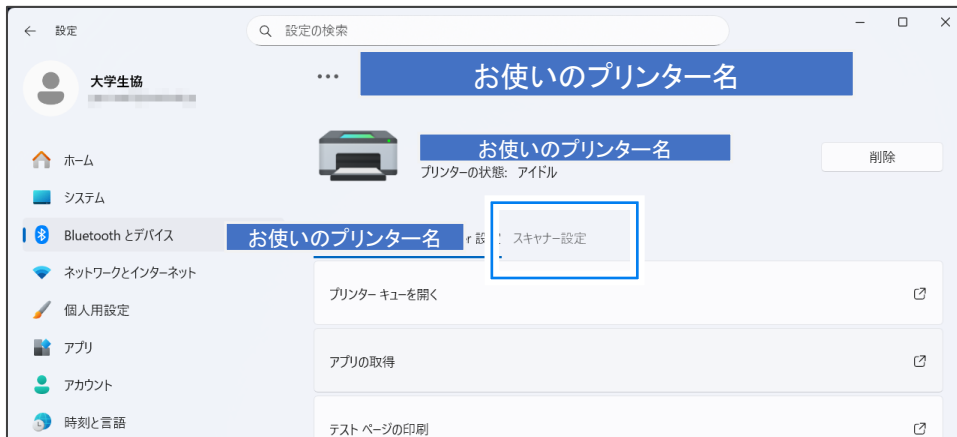 設定
設定の検索
大学生協
お使いのプリンター名
お使いのプリンター名
プリンターの状態: アイドル
削除
ホーム
システム
Bluetooth とデバイス
ネットワークとインターネット
個人用設定
アプリ
アカウント
時刻と言語
お使いのプリンター名
r 設定
スキャナー設定
プリンター キューを開く
アプリの取得
テスト ページの印刷